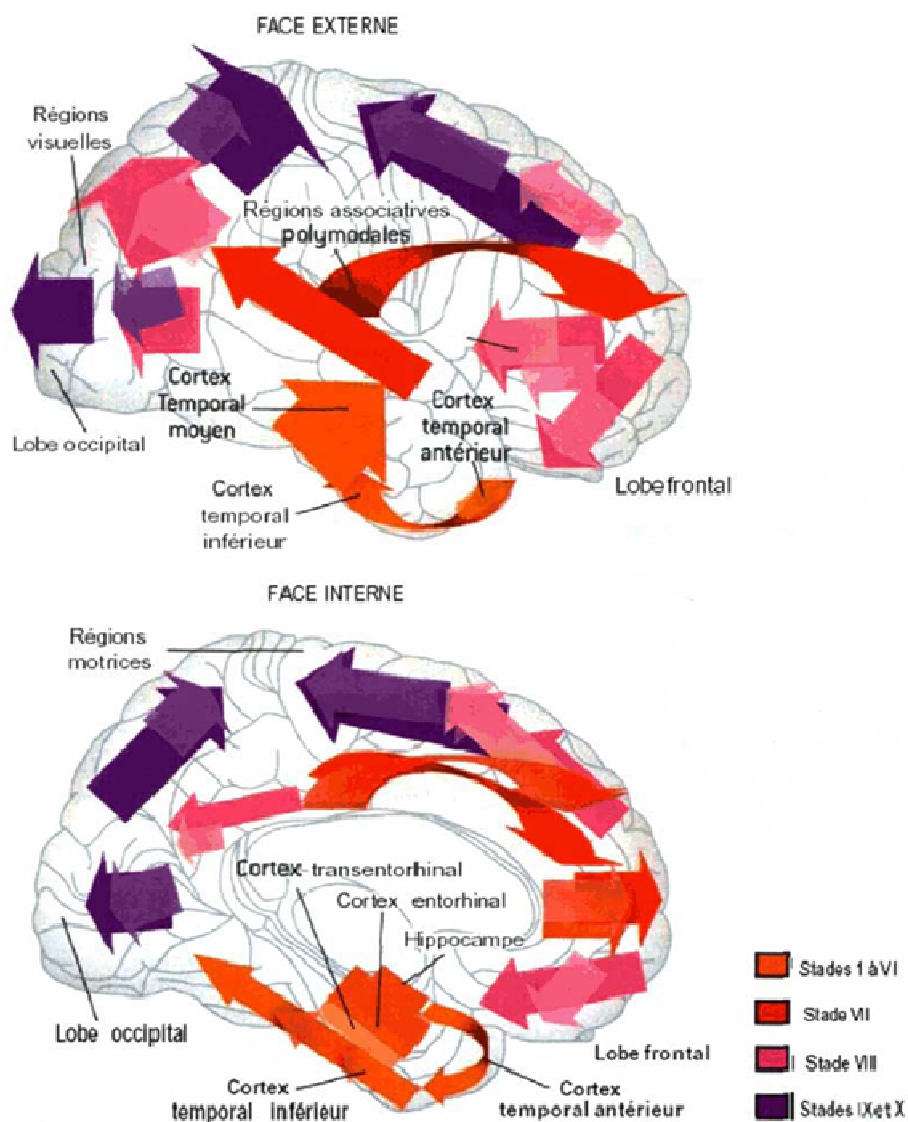 FACE EXTERNE
Régions
visuelles
Régions associatives
polymodales
Cortex
Temporal
moyen
Cortex
temporal
antérieur
Lobe occipital
Cortex
temporal
inférieur
Lobe frontal
FACE INTERNE
Régions
motrices
Cortex transentorhinal
Cortex entorhinal
Hippocampe
Lobe occipital
Lobe frontal
Cortex
temporal inférieur
Cortex
temporal antérieur
Stades 1 à VI
Stade VII
Stade VIII
Stades IX et X